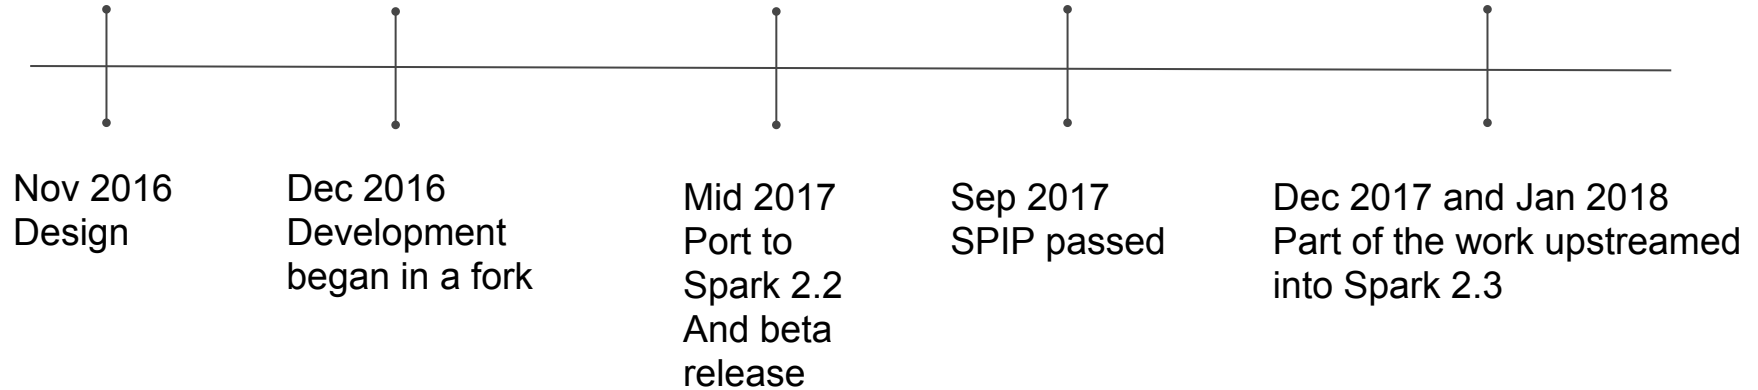 Nov 2016
Design
Dec 2016
Development
began in a fork
Mid 2017
Port to
Spark 2.2
And beta
release
Sep 2017
SPIP passed
Dec 2017 and Jan 2018
Part of the work upstreamed
into Spark 2.3